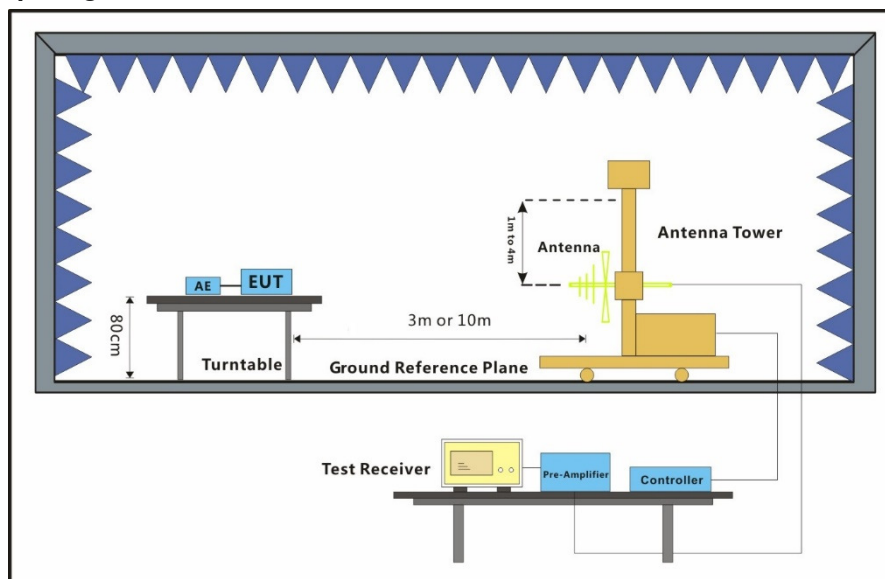 1m to 4m
Antenna
Antenna Tower
AE
EUT
80cm
3m or 10m
Turntable
Ground Reference Plane
Test Receiver
Pre-Amplifier
Controller